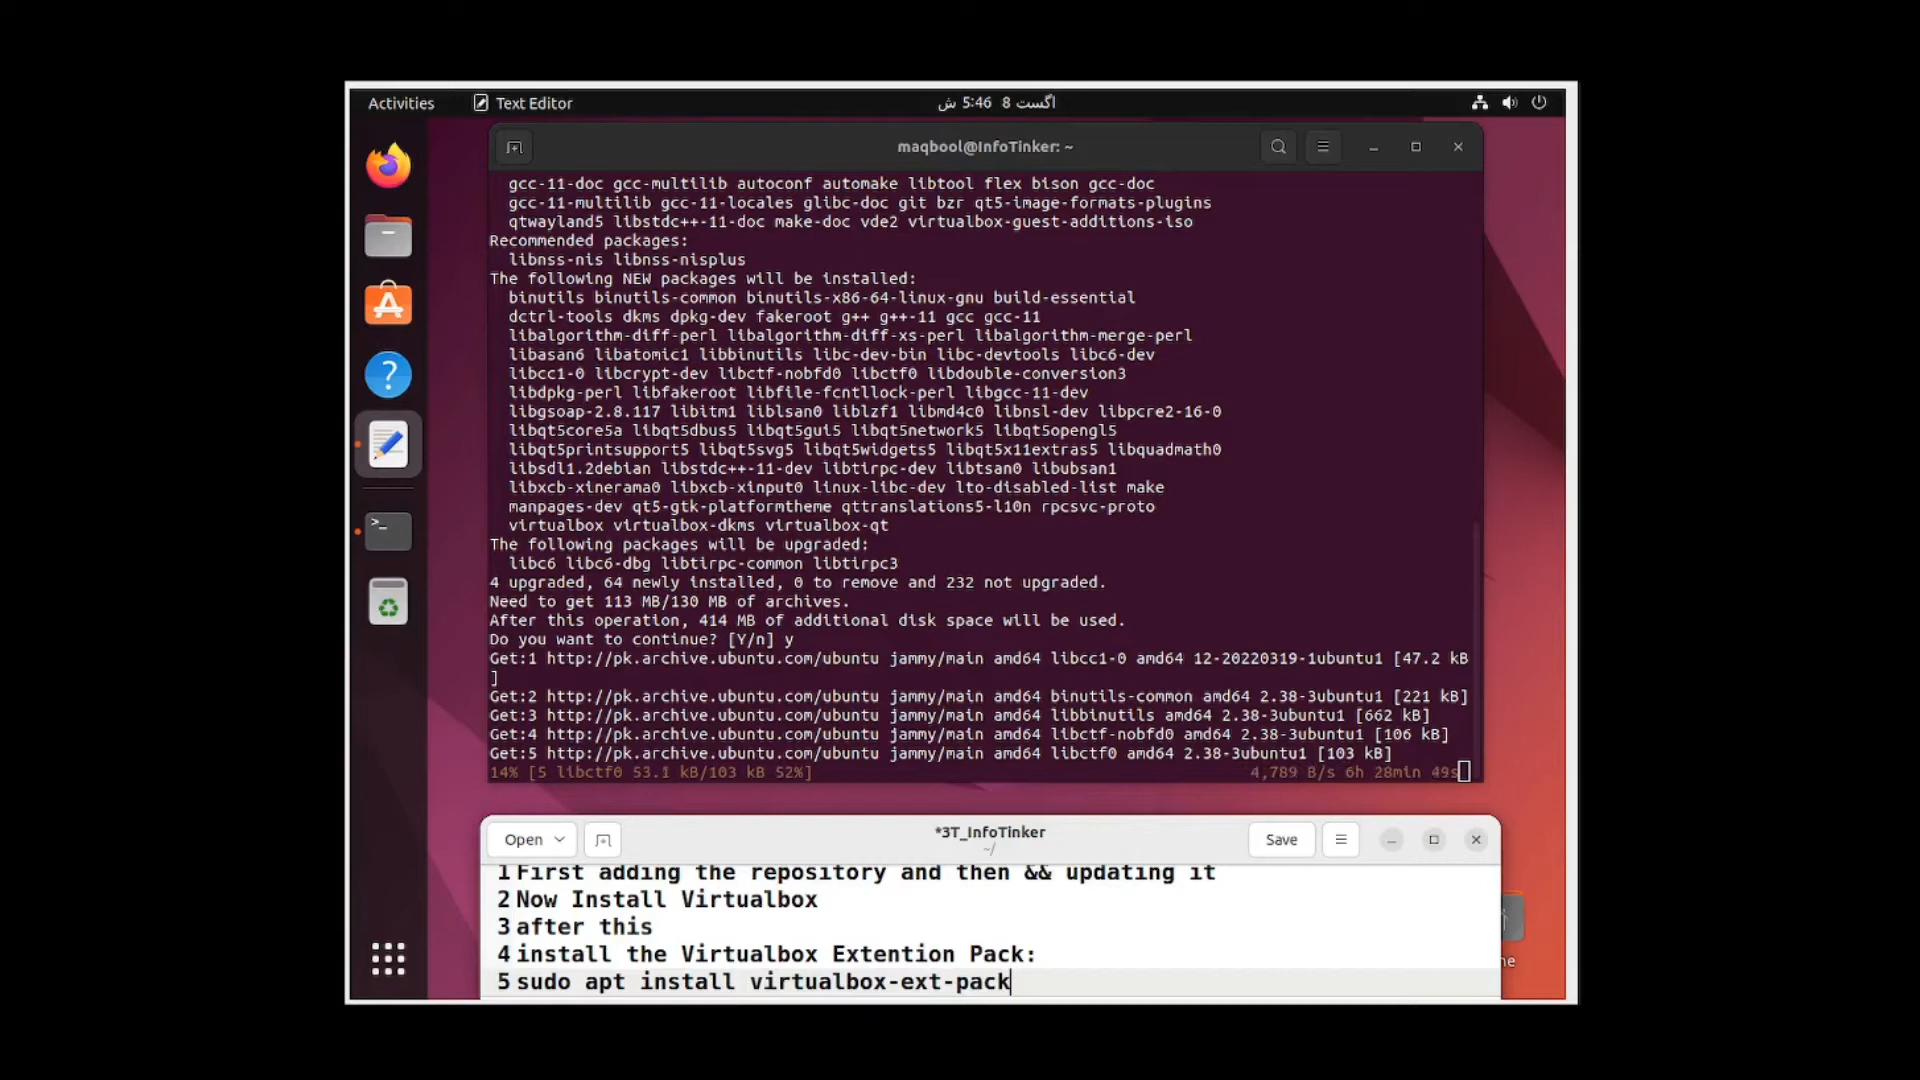 Activities
Text Editor
اگست 8  5:46 ش
maqbool@InfoTinker: ~
gcc-11-doc gcc-multilib autoconf automake libtool flex bison gcc-doc
gcc-11-multilib gcc-11-locales glibc-doc git bzr qt5-image-formats-plugins
qtwayland5 libstdc++-11-doc make-doc vde2 virtualbox-guest-additions-iso
Recommended packages:
libnss-nis libnss-nisplus
The following NEW packages will be installed:
binutils binutils-common binutils-x86-64-linux-gnu build-essential
dctrl-tools dkms dpkg-dev fakeroot g++ g++-11 gcc gcc-11
libalgorithm-diff-perl libalgorithm-diff-xs-perl libalgorithm-merge-perl
libasan6 libatomic1 libbinutils libc-dev-bin libc-devtools libc6-dev
libcc1-0 libcrypt-dev libctf-nobfd0 libctf0 libdouble-conversion3
libdpkg-perl libfakeroot libfile-fcntllock-perl libgcc-11-dev
libgsoap-2.8.117 libitm1 liblsan0 liblzf1 libmd4c0 libnsl-dev libpcre2-16-0
libqt5core5a libqt5dbus5 libqt5gui5 libqt5network5 libqt5opengl5
libqt5printsupport5 libqt5svg5 libqt5widgets5 libqt5x11extras5 libquadmath0
libsdl1.2debian libstdc++-11-dev libtirpc-dev libtsan0 libubsan1
libxcb-xinerama0 libxcb-xinput0 linux-libc-dev lto-disabled-list make
manpages-dev qt5-gtk-platformtheme qttranslations5-l10n rpcsvc-proto
virtualbox virtualbox-dkms virtualbox-qt
The following packages will be upgraded:
libc6 libc6-dbg libtirpc-common libtirpc3
4 upgraded, 64 newly installed, 0 to remove and 232 not upgraded.
Need to get 113 MB/130 MB of archives.
After this operation, 414 MB of additional disk space will be used.
Do you want to continue? [Y/n] y
Get:1 http://pk.archive.ubuntu.com/ubuntu jammy/main amd64 libcc1-0 amd64 12-20220319-1ubuntu1 [47.2 kB
]
Get:2 http://pk.archive.ubuntu.com/ubuntu jammy/main amd64 binutils-common amd64 2.38-3ubuntu1 [221 kB]
Get:3 http://pk.archive.ubuntu.com/ubuntu jammy/main amd64 libbinutils amd64 2.38-3ubuntu1 [662 kB]
Get:4 http://pk.archive.ubuntu.com/ubuntu jammy/main amd64 libctf-nobfd0 amd64 2.38-3ubuntu1 [106 kB]
Get:5 http://pk.archive.ubuntu.com/ubuntu jammy/main amd64 libctf0 amd64 2.38-3ubuntu1 [103 kB]
14% [5 libctf0 53.1 kB/103 kB 52%] 4,789 B/s 6h 28min 49s
Open
*3T_InfoTinker
~/
Save
1 First adding the repository and then && updating it
2 Now Install Virtualbox
3 after this
4 install the Virtualbox Extention Pack:
5 sudo apt install virtualbox-ext-pack